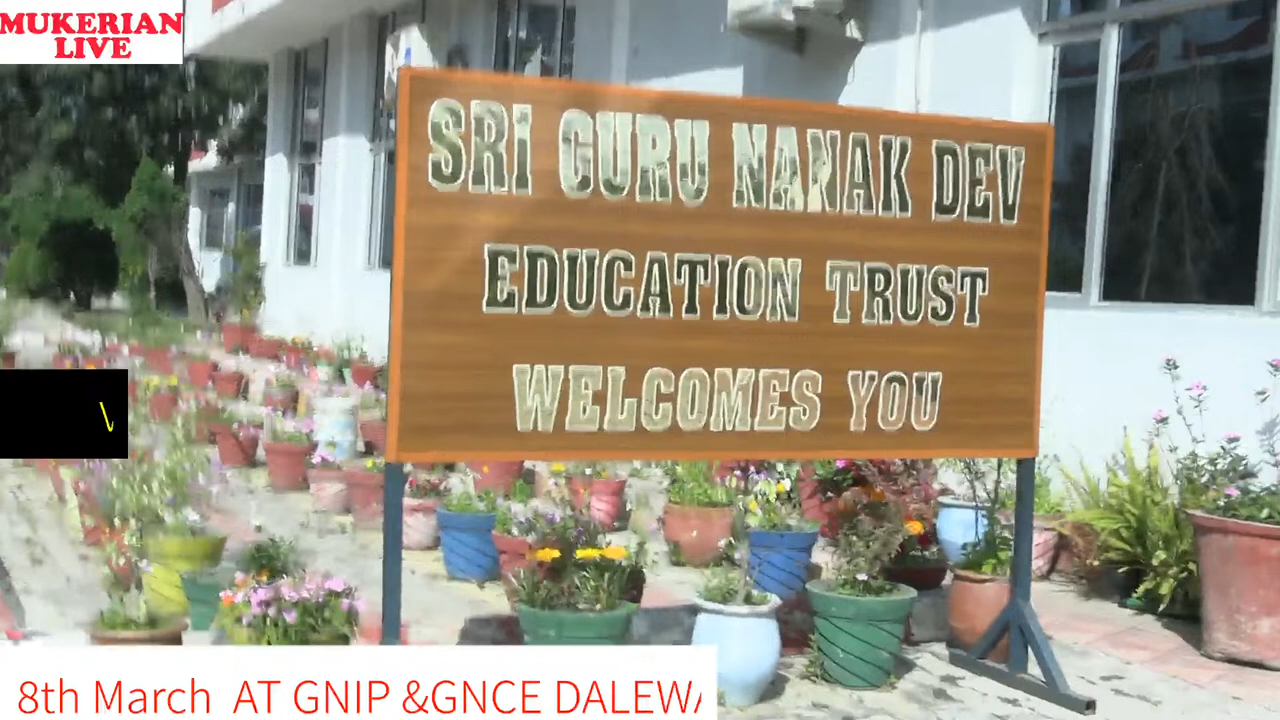 MUKERIAN
LIVE
SRI GURU NANAK DEV
EDUCATION TRUST
WELCOMES YOU
8th March AT GNIP &GNCE